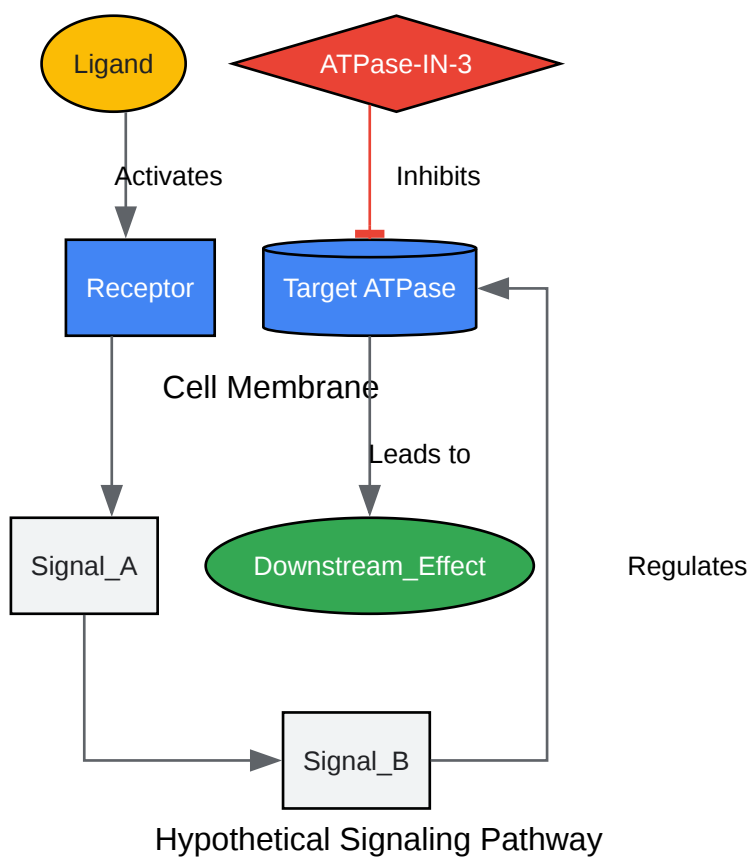 Ligand
ATPase-IN-3
Activates
Inhibits
Receptor
Target ATPase
Cell Membrane
Leads to
Signal_A
Downstream_Effect
Regulates
Signal_B
Hypothetical Signaling Pathway